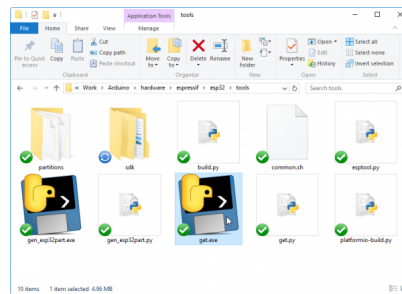 Application Tools tools
File Home Share View Manage
Pin to Quick access
Copy
Paste
Cut
Copy path
Paste shortcut
Move to
Copy to
Delete
Rename
New folder
Properties
Open
Edit
History
Select all
Select none
Invert selection
Clipboard Organise New Open Select
« Work › Arduino › hardware › espressif › esp32 › tools
Search tools
partitions sdk build.py common.sh esptool.py
gen_esp32part.exe gen_esp32part.py get.exe get.py platformio-build.py
10 items 1 item selected 4.96 MB